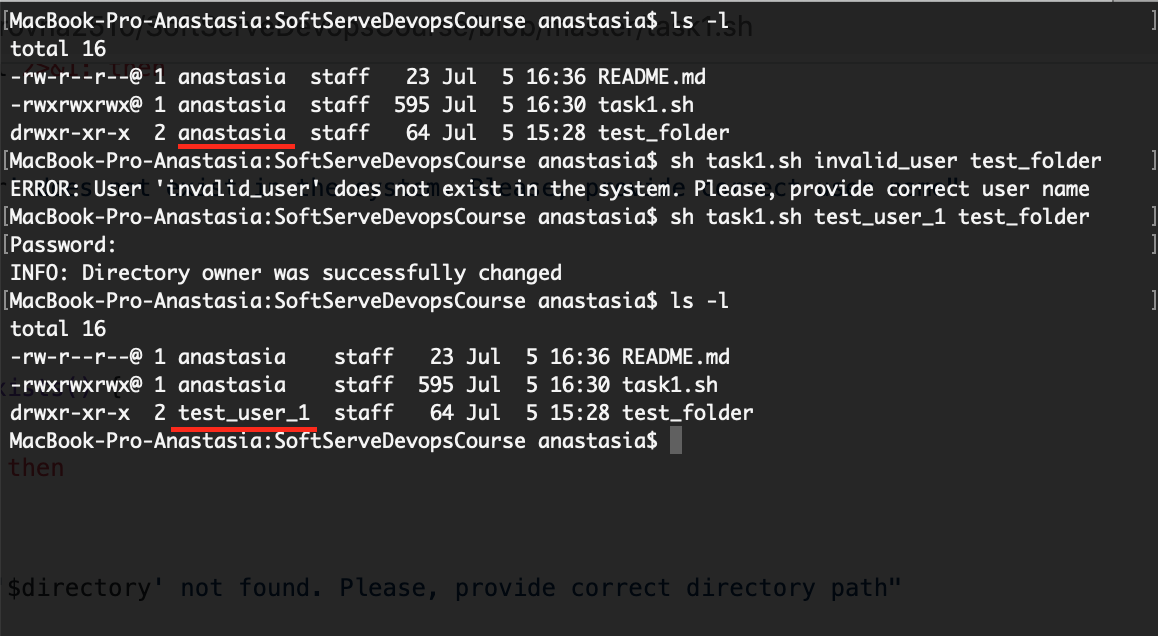 [MacBook-Pro-Anastasia:SoftServeDevopsCourse anastasia$ ls -l ]
total 16
-rw-r--r--@ 1 anastasia  staff   23 Jul  5 16:36 README.md
-rwxrwxrwx@ 1 anastasia  staff  595 Jul  5 16:30 task1.sh
drwxr-xr-x  2 anastasia  staff   64 Jul  5 15:28 test_folder
[MacBook-Pro-Anastasia:SoftServeDevopsCourse anastasia$ sh task1.sh invalid_user test_folder ]
ERROR: User 'invalid_user' does not exist in the system. Please, provide correct user name
[MacBook-Pro-Anastasia:SoftServeDevopsCourse anastasia$ sh task1.sh test_user_1 test_folder ]
[Password: ]
INFO: Directory owner was successfully changed
[MacBook-Pro-Anastasia:SoftServeDevopsCourse anastasia$ ls -l ]
total 16
-rw-r--r--@ 1 anastasia    staff   23 Jul  5 16:36 README.md
-rwxrwxrwx@ 1 anastasia    staff  595 Jul  5 16:30 task1.sh
drwxr-xr-x  2 test_user_1  staff   64 Jul  5 15:28 test_folder
MacBook-Pro-Anastasia:SoftServeDevopsCourse anastasia$
then
$directory' not found. Please, provide correct directory path"